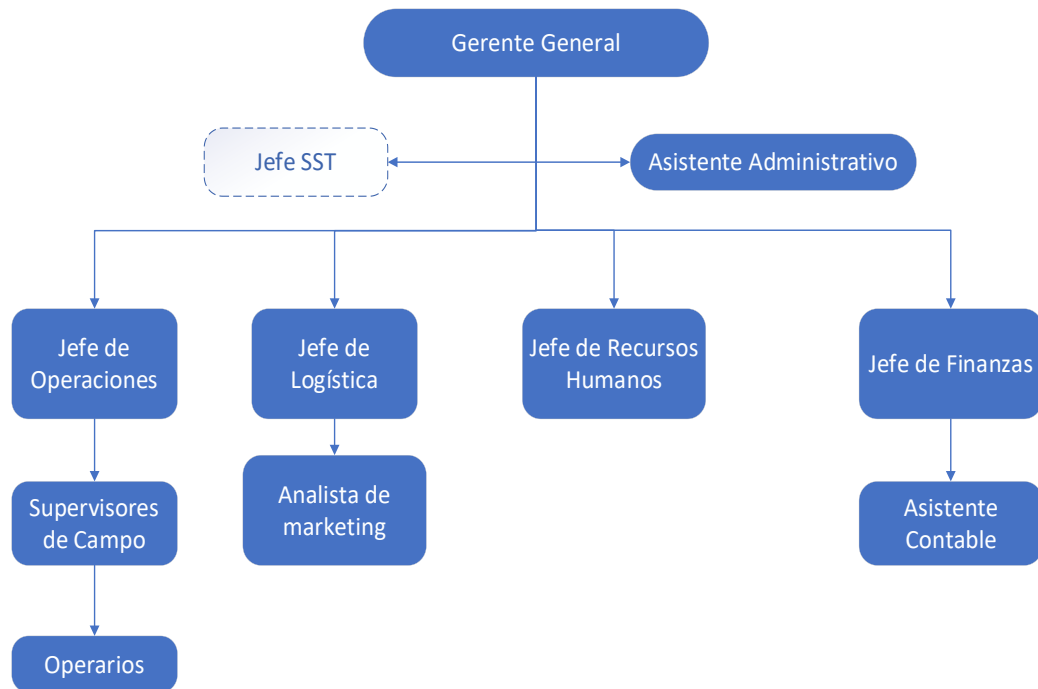 Gerente General
Jefe SST
Asistente Administrativo
Jefe de
Operaciones
Jefe de
Logística
Jefe de Recursos
Humanos
Jefe de Finanzas
Supervisores
de Campo
Analista de
marketing
Asistente
Contable
Operarios